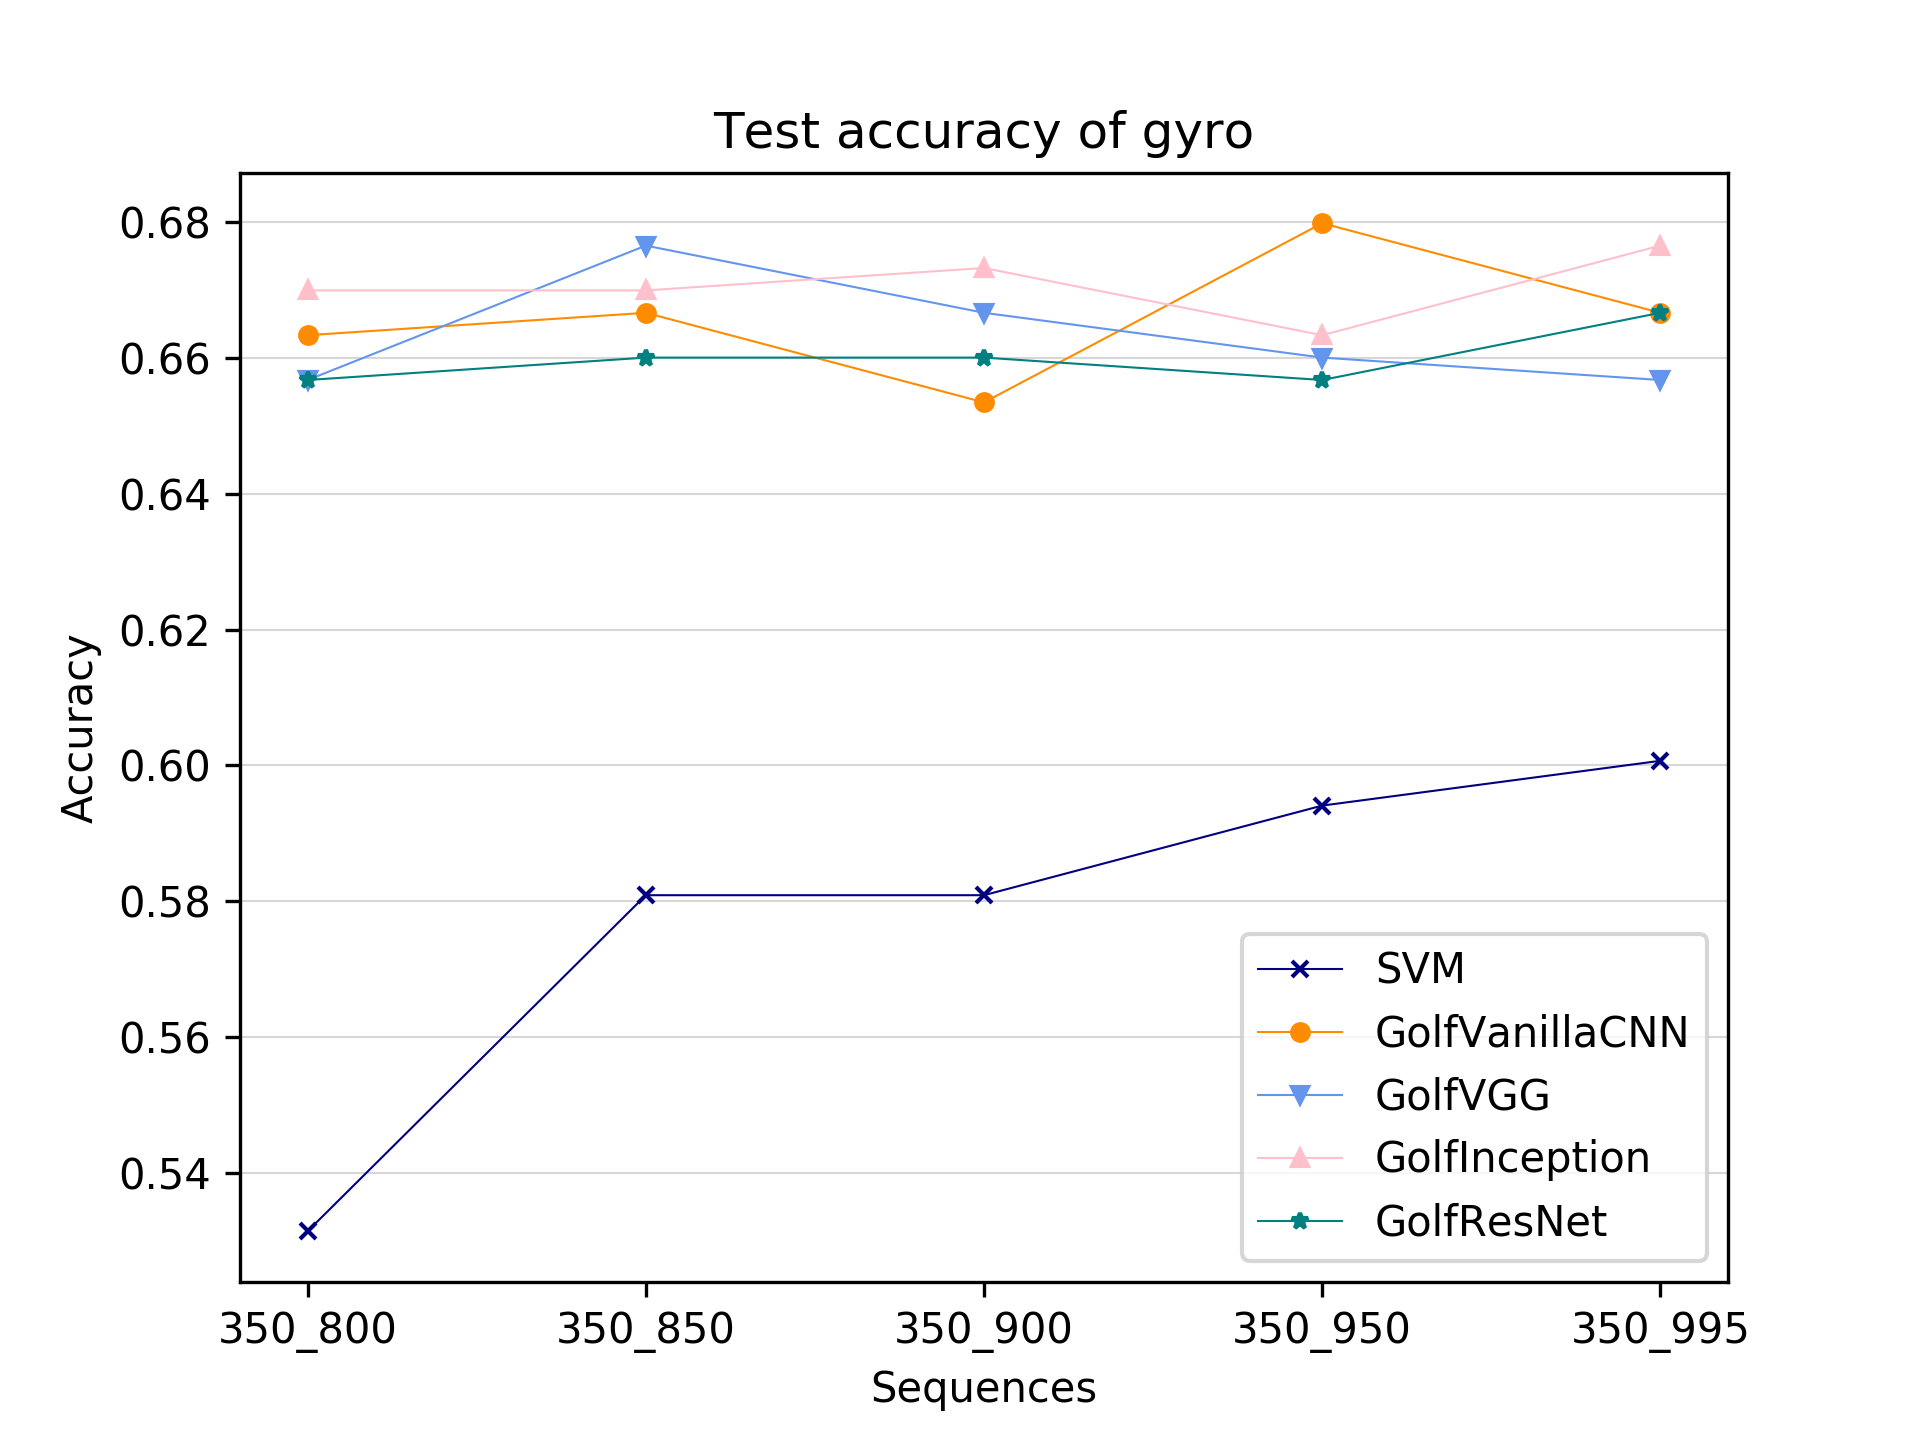 Test accuracy of gyro
0.68
0.66
0.64
0.62
0.60
0.58
0.56
0.54
Accuracy
SVM
GolfVanillaCNN
GolfVGG
GolfInception
GolfResNet
350_800 350_850 350_900 350_950 350_995
Sequences